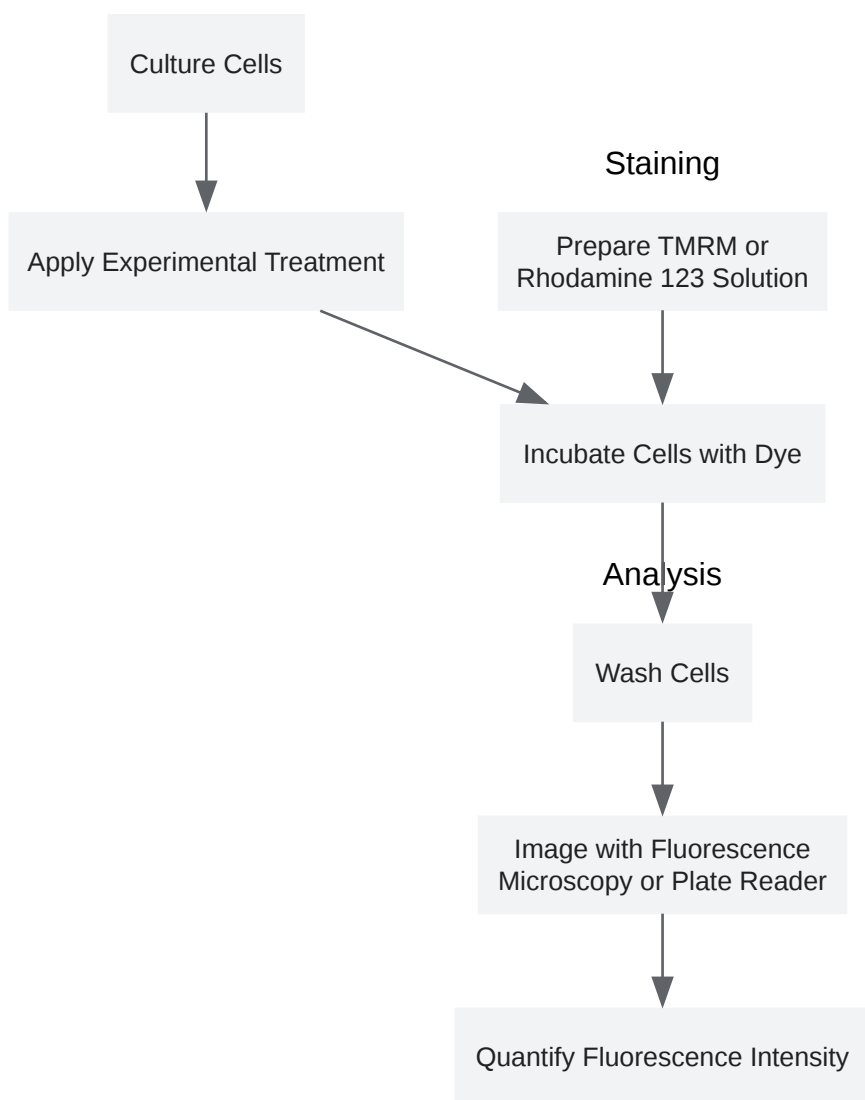 Culture Cells
Staining
Apply Experimental Treatment
Prepare TMRM or
Rhodamine 123 Solution
Incubate Cells with Dye
Analysis
Wash Cells
Image with Fluorescence
Microscopy or Plate Reader
Quantify Fluorescence Intensity